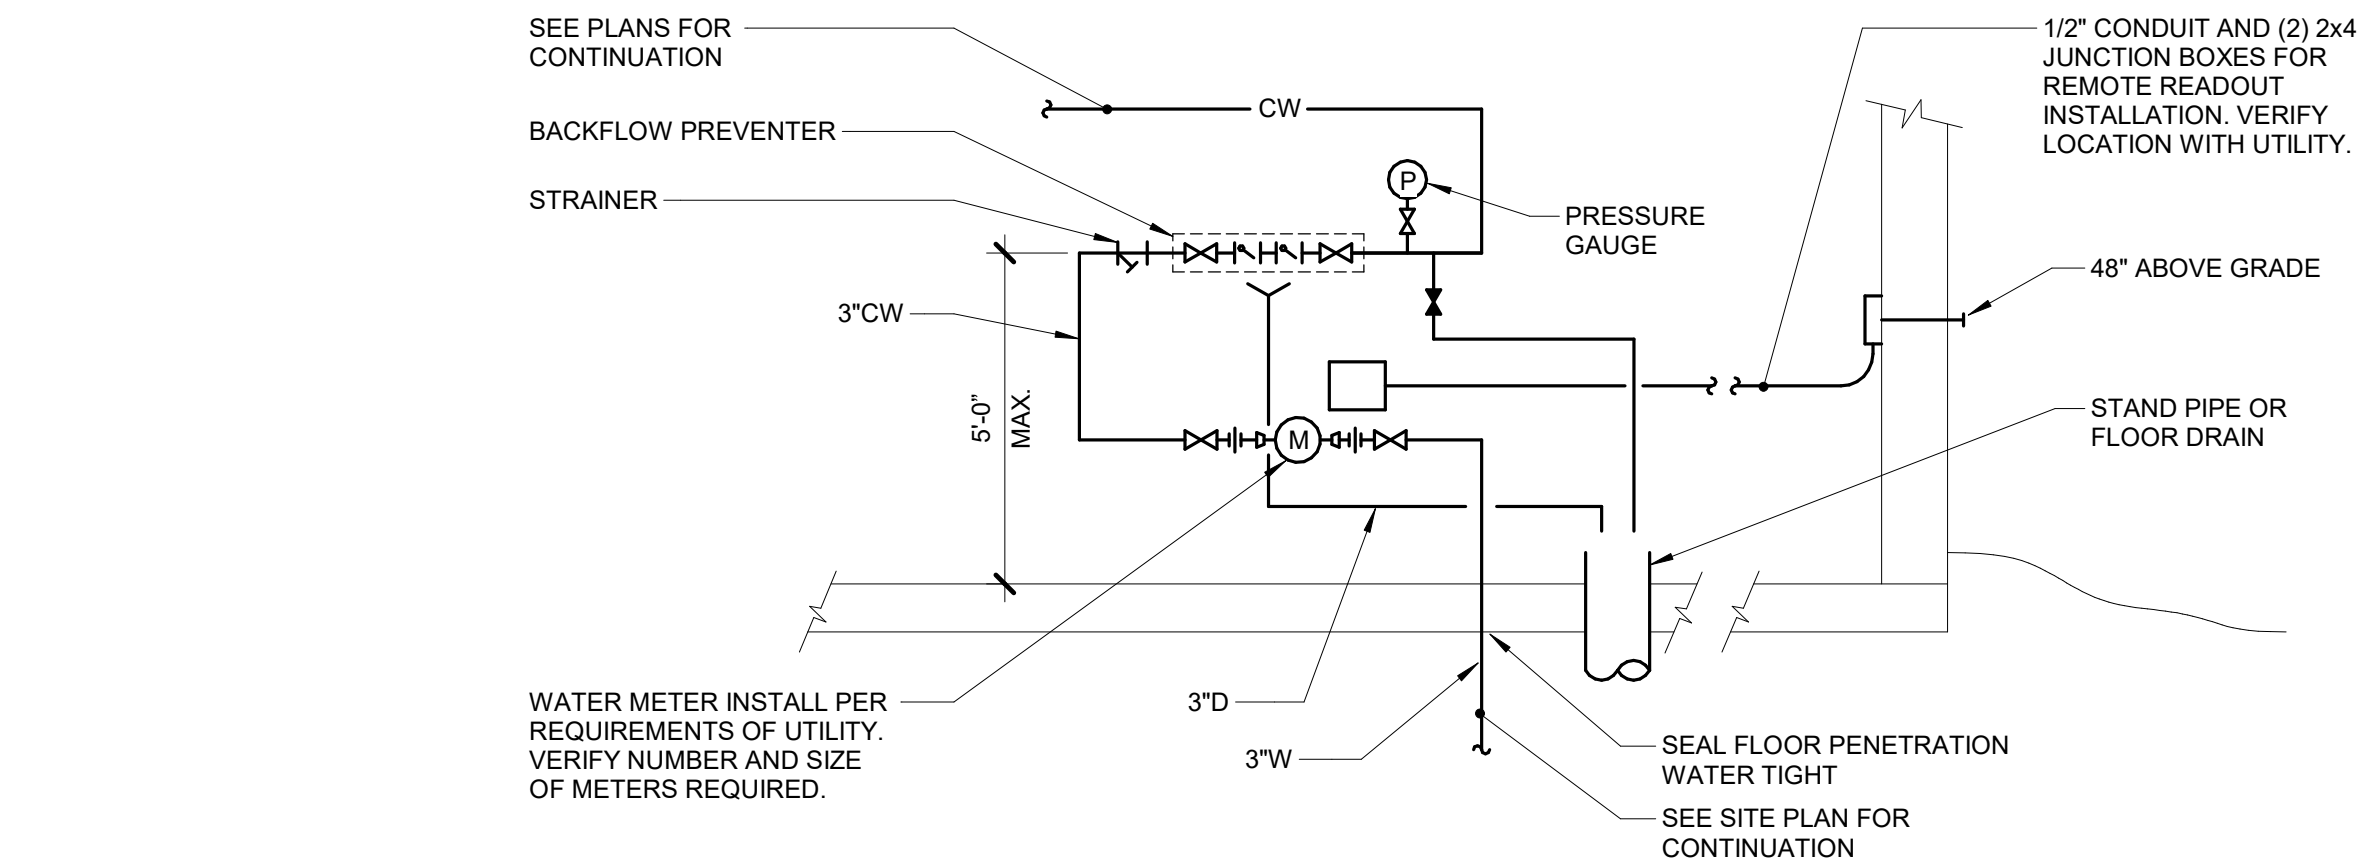 SEE PLANS FOR
CONTINUATION
1/2" CONDUIT AND (2) 2x4
JUNCTION BOXES FOR
REMOTE READOUT
INSTALLATION. VERIFY
LOCATION WITH UTILITY.
CW
BACKFLOW PREVENTER
STRAINER
P
PRESSURE
GAUGE
48" ABOVE GRADE
3"CW
5'-0”
MAX.
M
STAND PIPE OR
FLOOR DRAIN
WATER METER INSTALL PER
REQUIREMENTS OF UTILITY.
VERIFY NUMBER AND SIZE
OF METERS REQUIRED.
3"D
3"W
SEAL FLOOR PENETRATION
WATER TIGHT
SEE SITE PLAN FOR
CONTINUATION